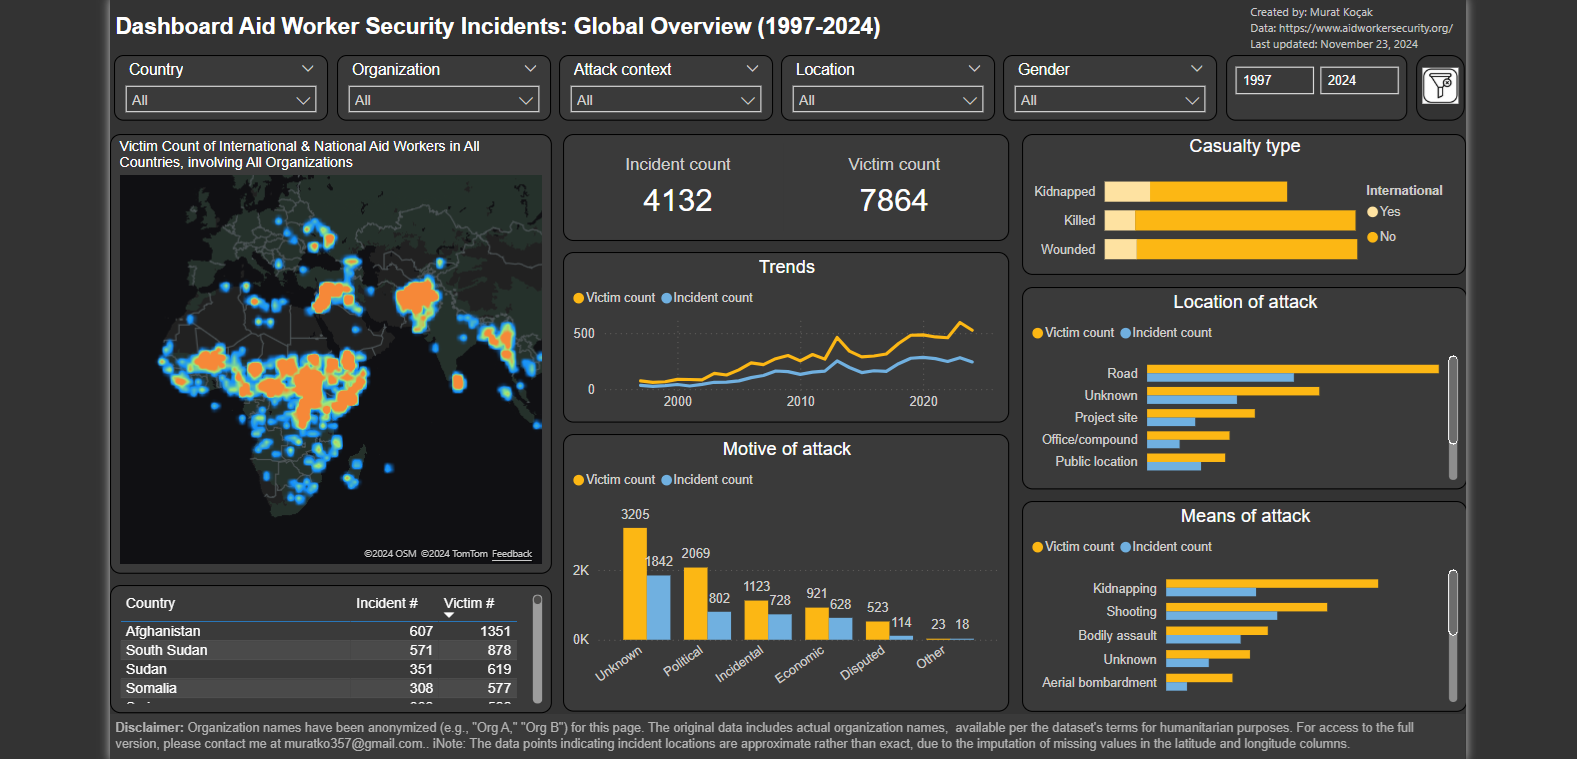 Dashboard Aid Worker Security Incidents: Global Overview (1997-2024)
Created by: Murat Koçak
Data: https://www.aidworkersecurity.org/
Last updated: November 23, 2024
Country
All
Organization
All
Attack context
All
Location
All
Gender
All
1997
2024
Victim Count of International & National Aid Workers in All
Countries, involving All Organizations
©2024 OSM ©2024 TomTom Feedback
Country Incident # Victim #
Afghanistan 607 1351
South Sudan 571 878
Sudan 351 619
Somalia 308 577
Incident count
4132
Victim count
7864
Trends
Victim count Incident count
500
0
2000 2010 2020
Motive of attack
Victim count Incident count
2K
0K
3205 1842 2069 802 1123 728 921 628 523 114 23 18
Unknown Political Incidental Economic Disputed Other
Casualty type
Kidnapped
Killed
Wounded
International
Yes
No
Location of attack
Victim count Incident count
Road
Unknown
Project site
Office/compound
Public location
Means of attack
Victim count Incident count
Kidnapping
Shooting
Bodily assault
Unknown
Aerial bombardment
Disclaimer: Organization names have been anonymized (e.g., "Org A," "Org B") for this page. The original data includes actual organization names,  available per the dataset's terms for humanitarian purposes. For access to the full
version, please contact me at muratko357@gmail.com.. iNote: The data points indicating incident locations are approximate rather than exact, due to the imputation of missing values in the latitude and longitude columns.